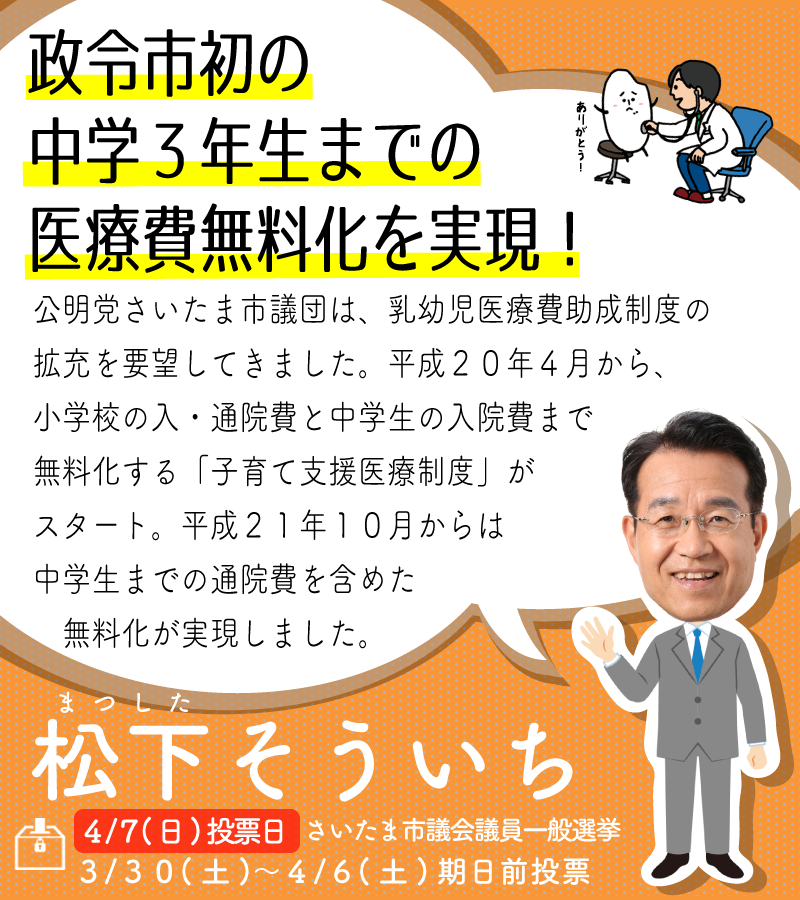 政令市初の
中学３年生までの
医療費無料化を実現！
ありがとう！
公明党さいたま市議団は、乳幼児医療費助成制度の
拡充を要望してきました。平成２０年４月から、
小学校の入・通院費と中学生の入院費まで
無料化する「子育て支援医療制度」が
スタート。平成２１年１０月からは
中学生までの通院費を含めた
無料化が実現しました。
まつした
松下そういち
4/7(日)投票日 さいたま市議会議員一般選挙
３/３０(土)〜４/６(土)期日前投票